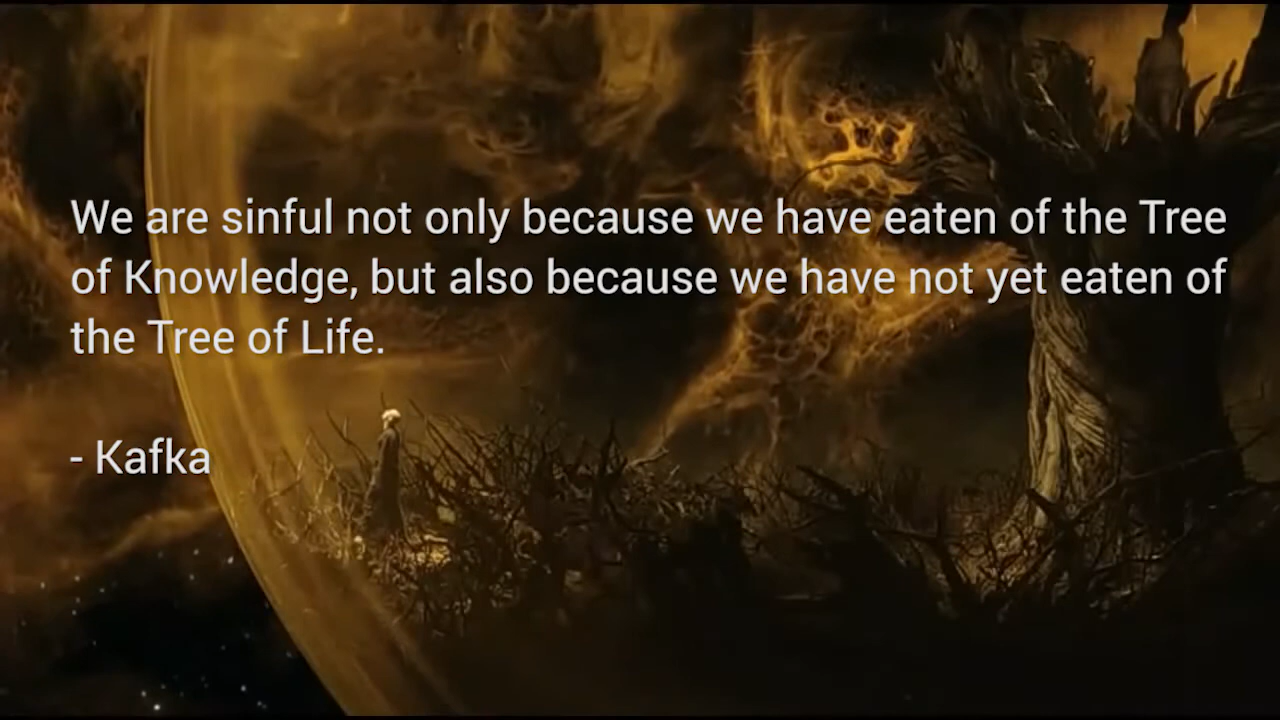 We are sinful not only because we have eaten of the Tree
of Knowledge, but also because we have not yet eaten of
the Tree of Life.
- Kafka